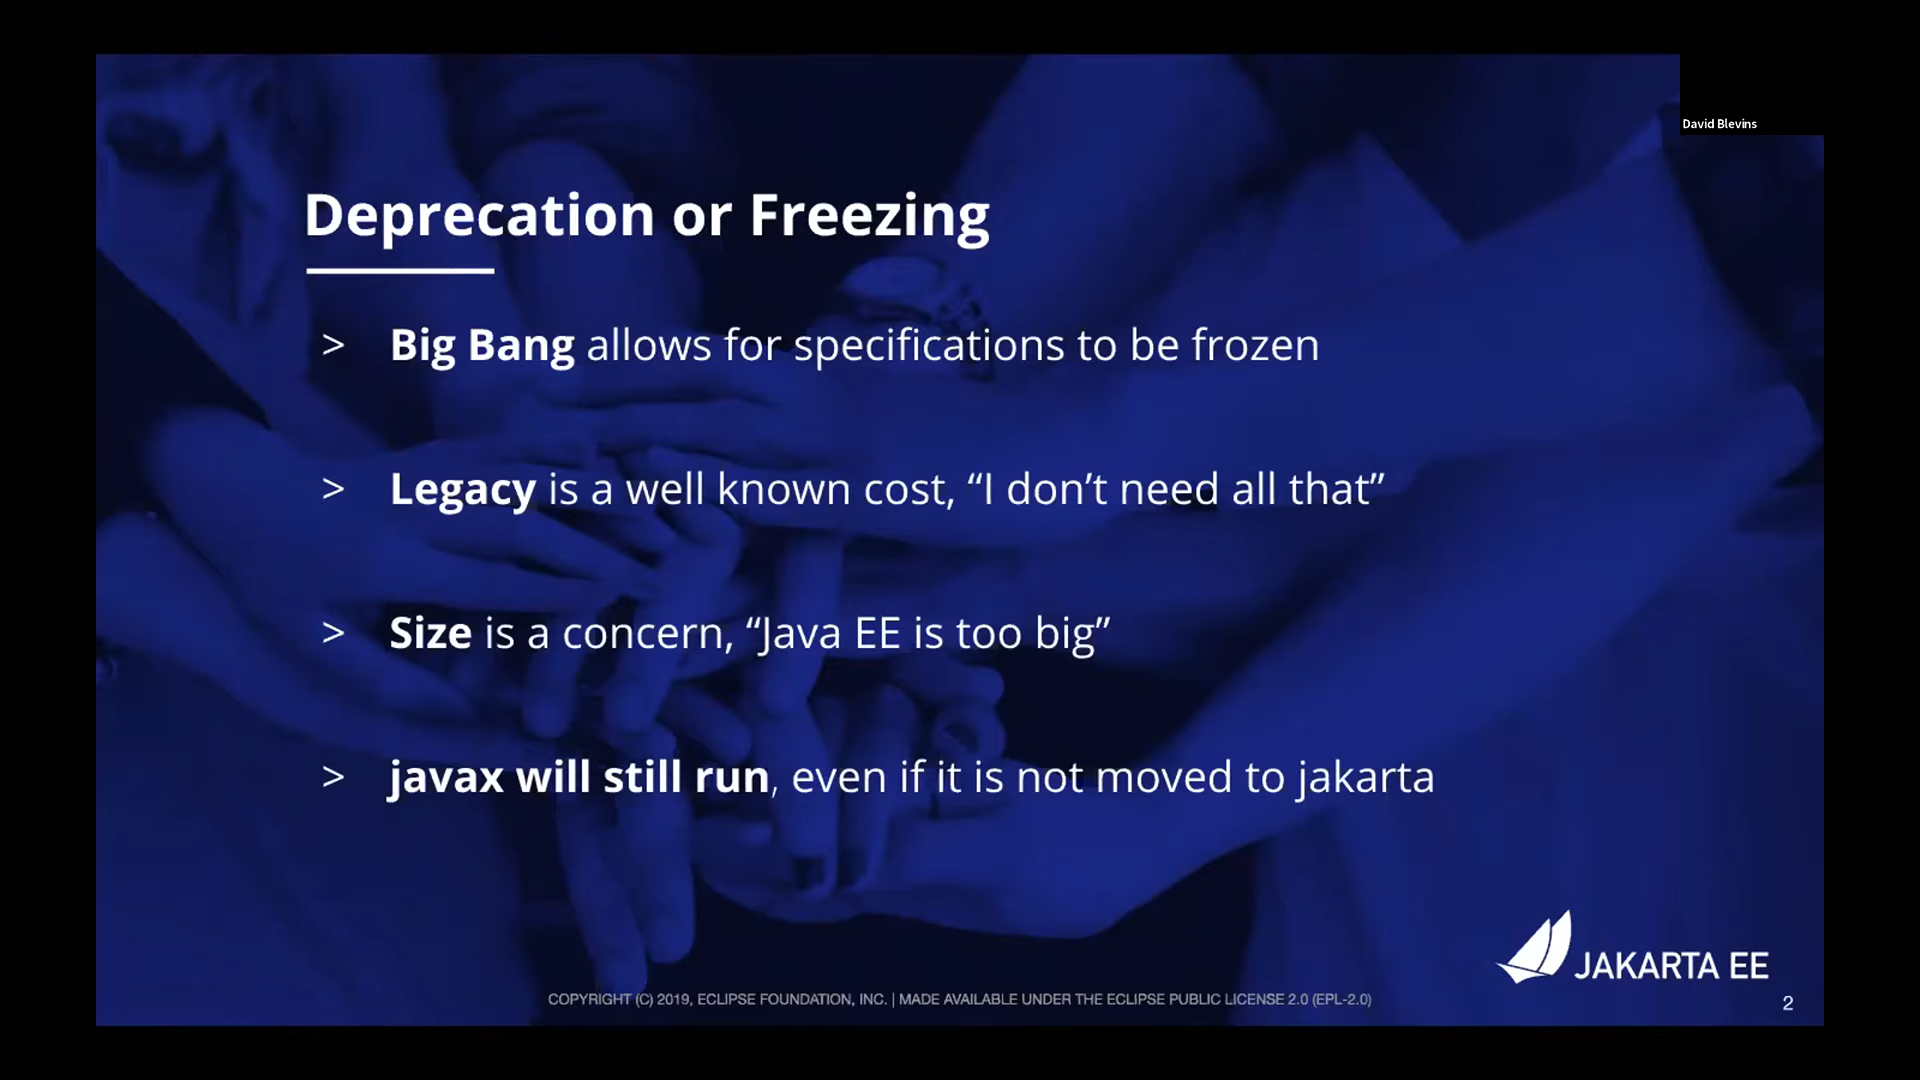 David Blevins
Deprecation or Freezing
> Big Bang allows for specifications to be frozen
> Legacy is a well known cost, “I don’t need all that”
> Size is a concern, “Java EE is too big”
> javax will still run, even if it is not moved to jakarta
JAKARTA EE
COPYRIGHT (C) 2019, ECLIPSE FOUNDATION, INC. | MADE AVAILABLE UNDER THE ECLIPSE PUBLIC LICENSE 2.0 (EPL-2.0)
2